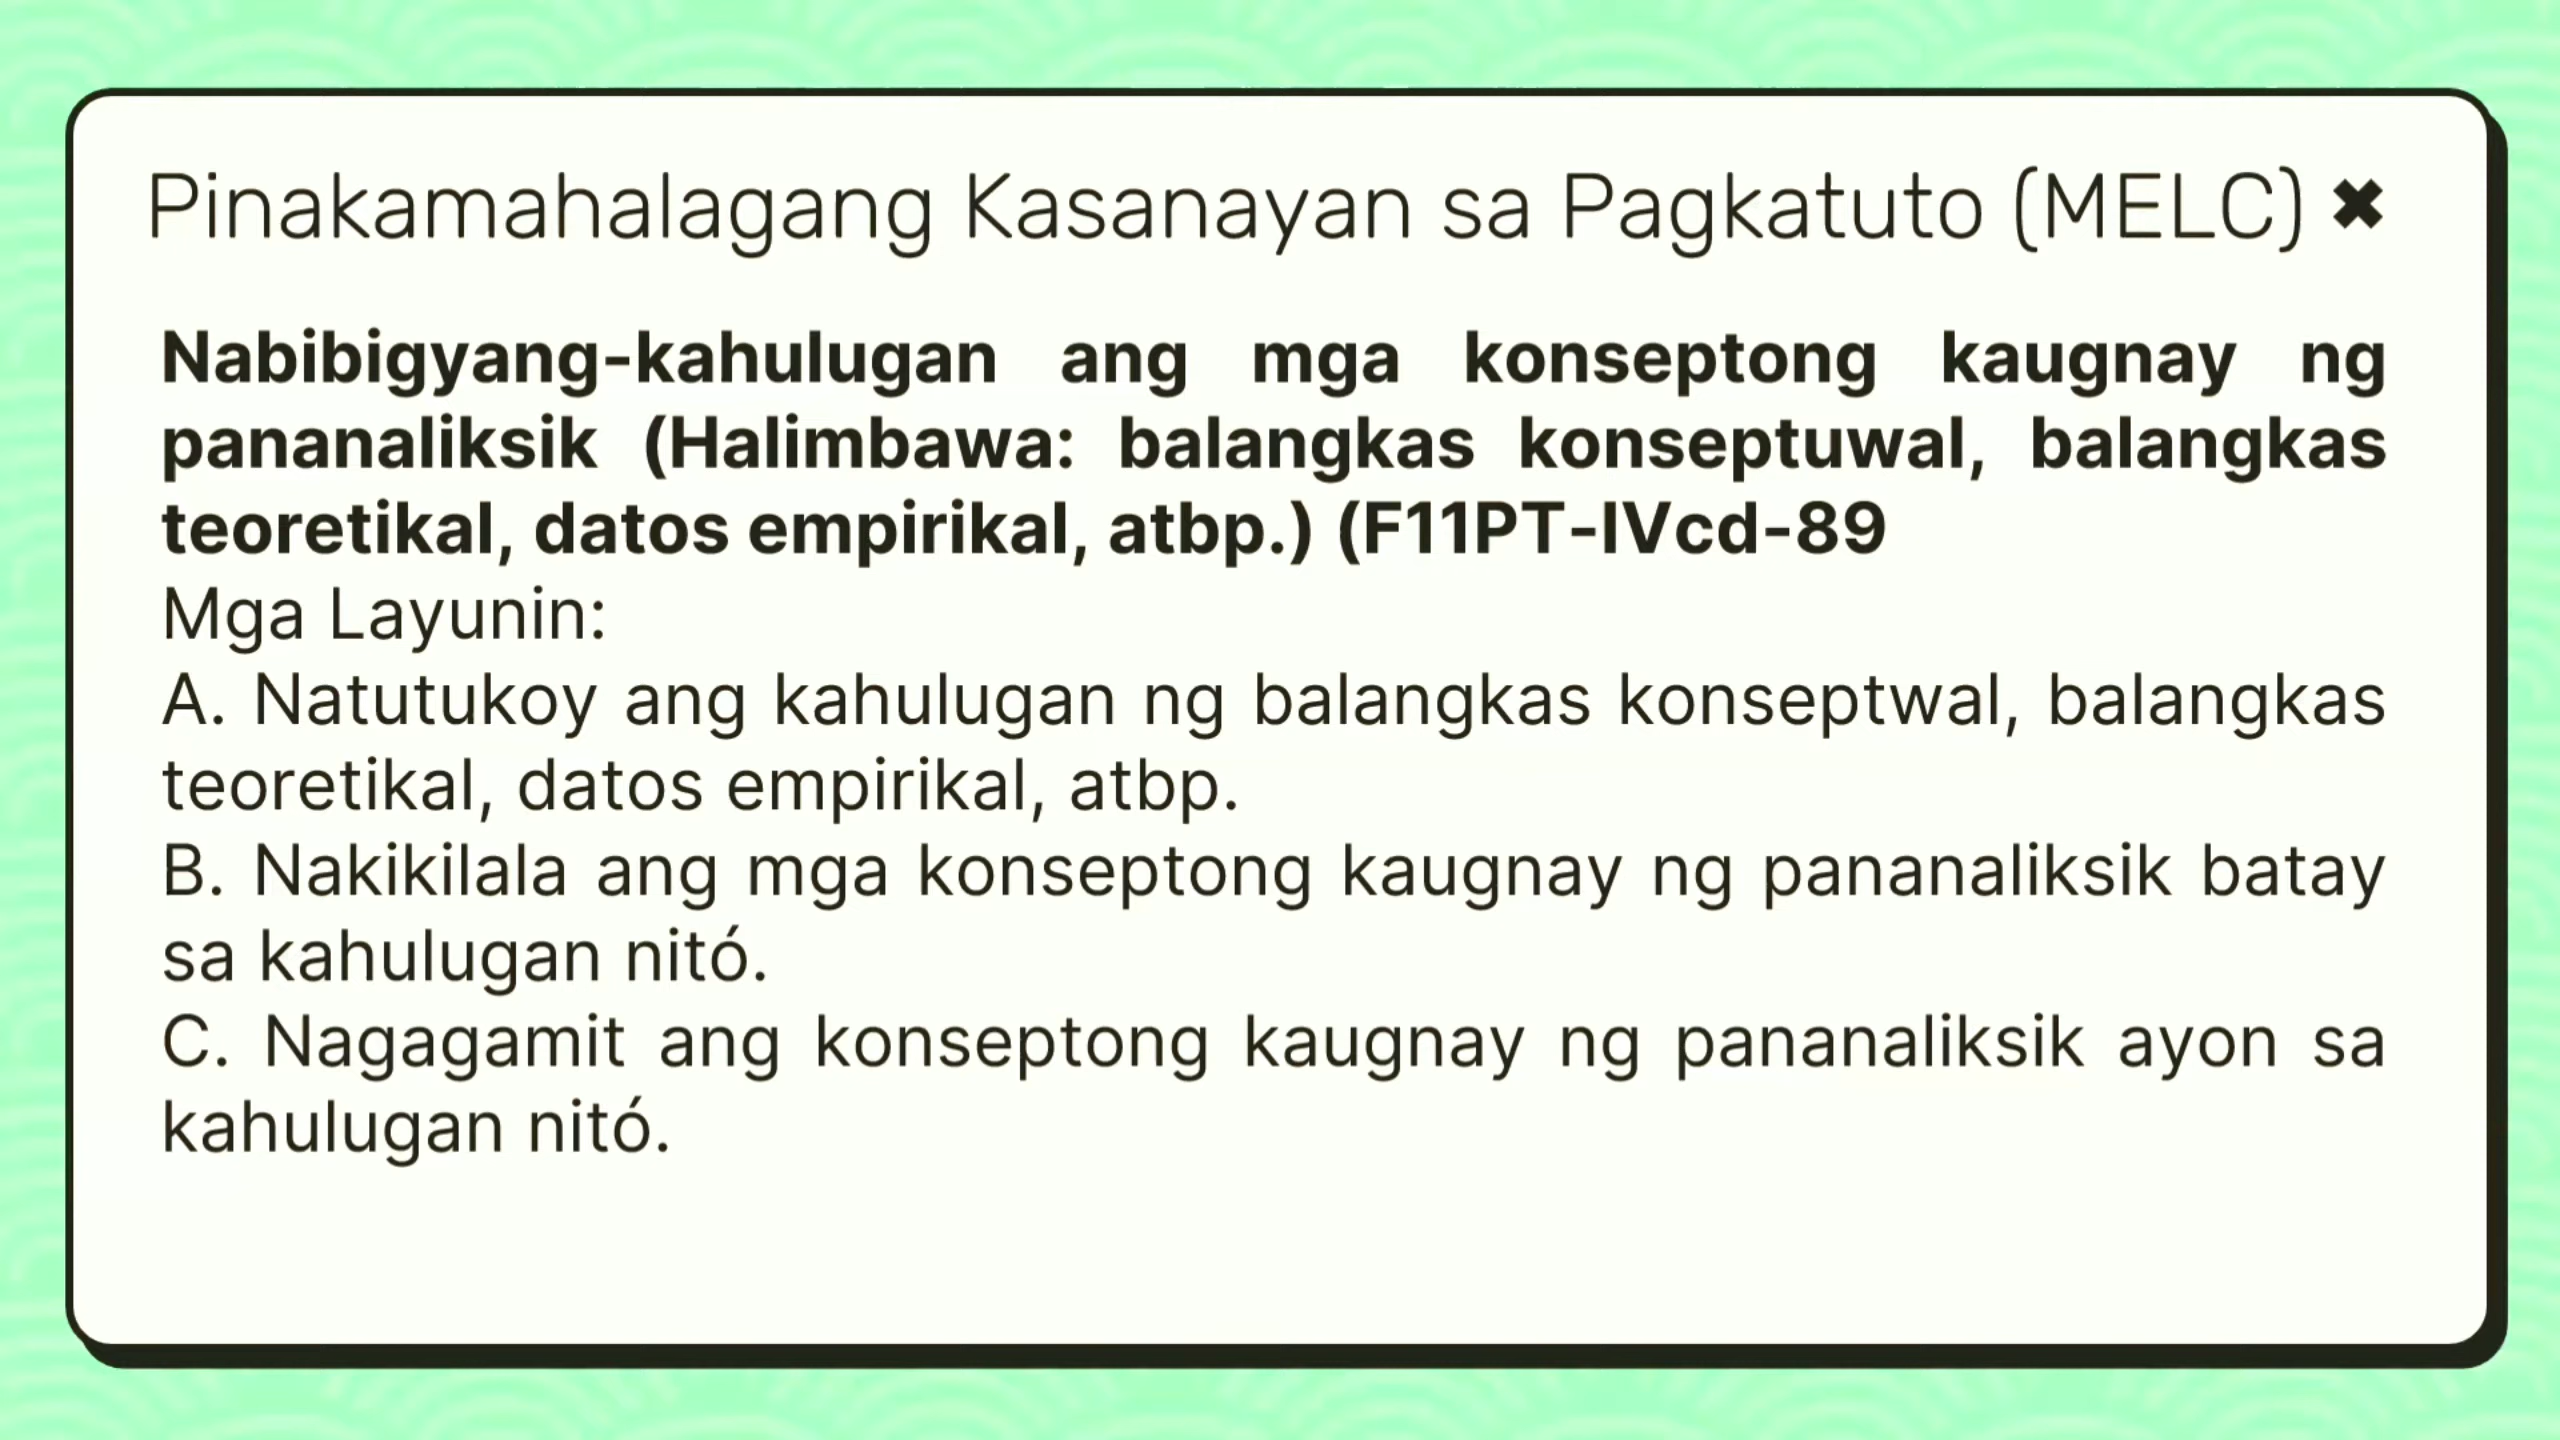 Pinakamahalagang Kasanayan sa Pagkatuto (MELC) ✖
Nabibigyang-kahulugan ang mga konseptong kaugnay ng
pananaliksik (Halimbawa: balangkas konseptuwal, balangkas
teoretikal, datos empirikal, atbp.) (F11PT-IVcd-89
Mga Layunin:
A. Natutukoy ang kahulugan ng balangkas konseptwal, balangkas
teoretikal, datos empirikal, atbp.
B. Nakikilala ang mga konseptong kaugnay ng pananaliksik batay
sa kahulugan nitó.
C. Nagagamit ang konseptong kaugnay ng pananaliksik ayon sa
kahulugan nitó.